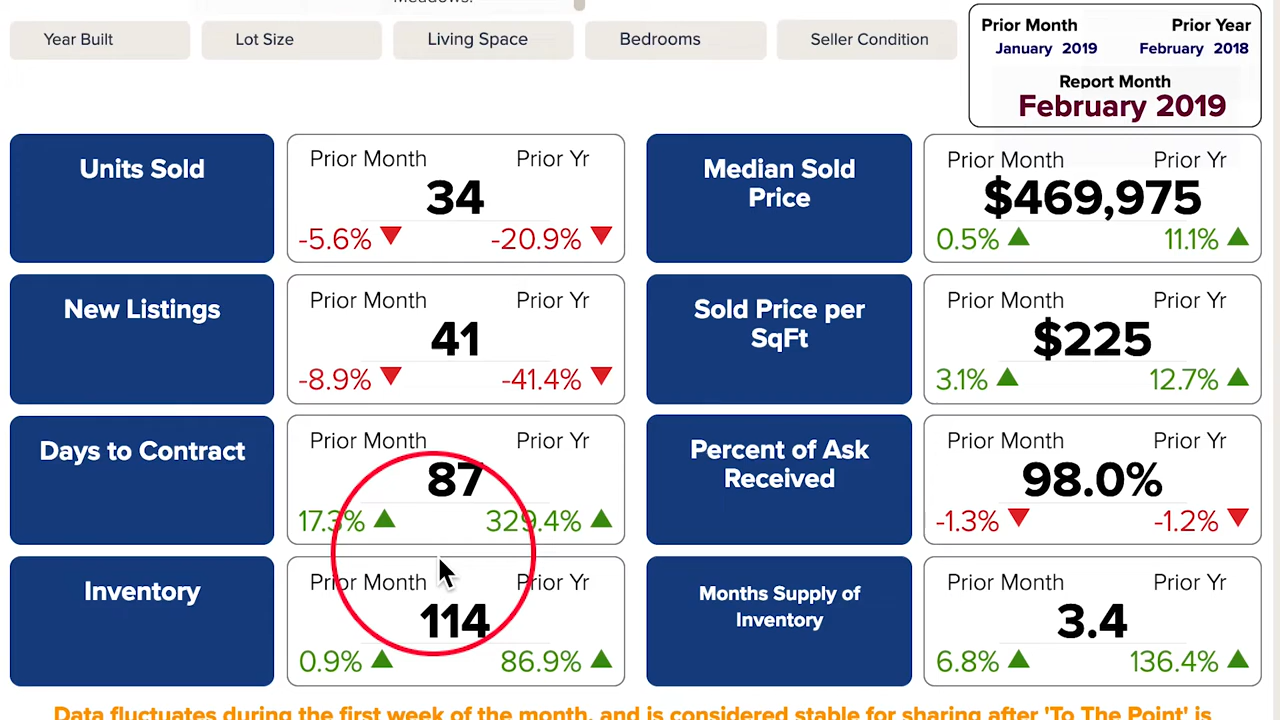 Meadows.
Year Built
Lot Size
Living Space
Bedrooms
Seller Condition
Prior Month
Prior Year
January 2019
February 2018
Report Month
February 2019
Units Sold
Prior Month
Prior Yr
34
-5.6%
-20.9%
Median Sold
Price
Prior Month
Prior Yr
$469,975
0.5%
11.1%
New Listings
Prior Month
Prior Yr
41
-8.9%
-41.4%
Sold Price per
SqFt
Prior Month
Prior Yr
$225
3.1%
12.7%
Days to Contract
Prior Month
Prior Yr
87
17.3%
329.4%
Percent of Ask
Received
Prior Month
Prior Yr
98.0%
-1.3%
-1.2%
Inventory
Prior Month
Prior Yr
114
0.9%
86.9%
Months Supply of
Inventory
Prior Month
Prior Yr
3.4
6.8%
136.4%
Data fluctuates during the first week of the month, and is considered stable for sharing after 'To The Point' is